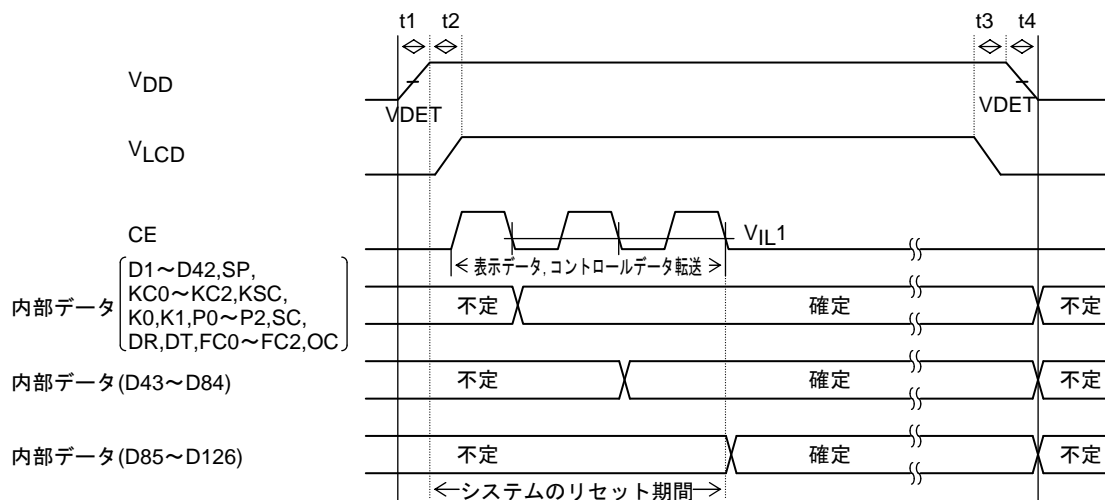 t1 t2 t3 t4
VDD
VDET VDET
VLCD
CE
VIL1
表示データ,コントロールデータ転送
内部データ
D1～D42,SP,
KC0～KC2,KSC,
K0,K1,P0～P2,SC,
DR,DT,FC0～FC2,OC
不定 確定 不定
内部データ(D43～D84) 不定 確定 不定
内部データ(D85～D126) 不定 確定 不定
システムのリセット期間